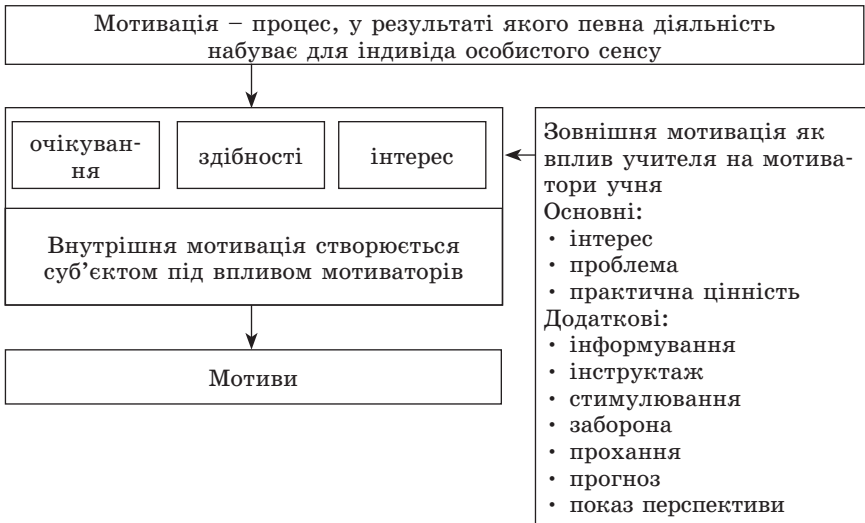 Мотивація – процес, у результаті якого певна діяльність
набуває для індивіда особистого сенсу
очікуван-
ня
здібності
інтерес
Внутрішня мотивація створюється
суб’єктом під впливом мотиваторів
Мотиви
Зовнішня мотивація як
вплив учителя на мотива-
тори учня
Основні:
• інтерес
• проблема
• практична цінність
Додаткові:
• інформування
• інструктаж
• стимулювання
• заборона
• прохання
• прогноз
• показ перспективи